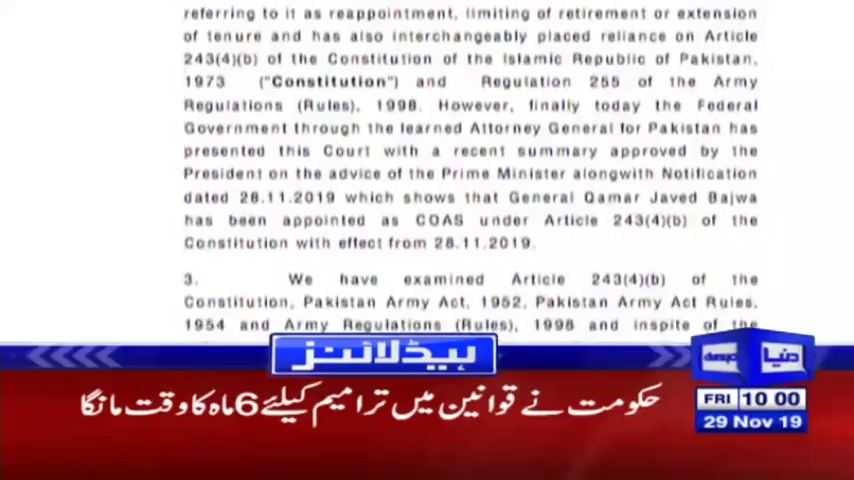 referring to it as reappointment, limiting of retirement or extension
of tenure and has also interchangeably placed reliance on Article
243(4)(b) of the Constitution of the Islamic Republic of Pakistan,
1973 ("Constitution") and Regulation 255 of the Army
Regulations (Rules), 1998. However, finally today the Federal
Government through the learned Attorney General for Pakistan has
presented this Court with a recent summary approved by the
President on the advice of the Prime Minister alongwith Notification
dated 28.11.2019 which shows that General Qamar Javed Bajwa
has been appointed as COAS under Article 243(4)(b) of the
Constitution with effect from 28.11.2019.
3. We have examined Article 243(4)(b) of the
Constitution, Pakistan Army Act, 1952, Pakistan Army Act Rules,
1954 and Army Regulations (Rules), 1998 and inspite of the
ہیڈلائنز
dunya دنیا
حکومت نے قوانین میں ترامیم کیلئے 6 ماہ کا وقت مانگا
FRI 10 00
29 Nov 19